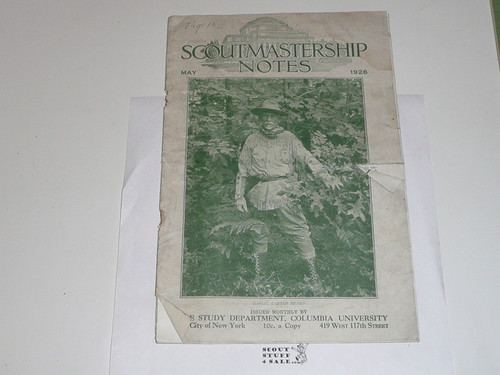 SCOUTMASTERSHIP
NOTES
MAY 1926
ISSUED MONTHLY BY
S STUDY DEPARTMENT, COLUMBIA UNIVERSITY
City of New York 10c. a Copy 419 WEST 117th STREET
SCOUT
STUFF
4 SALE...